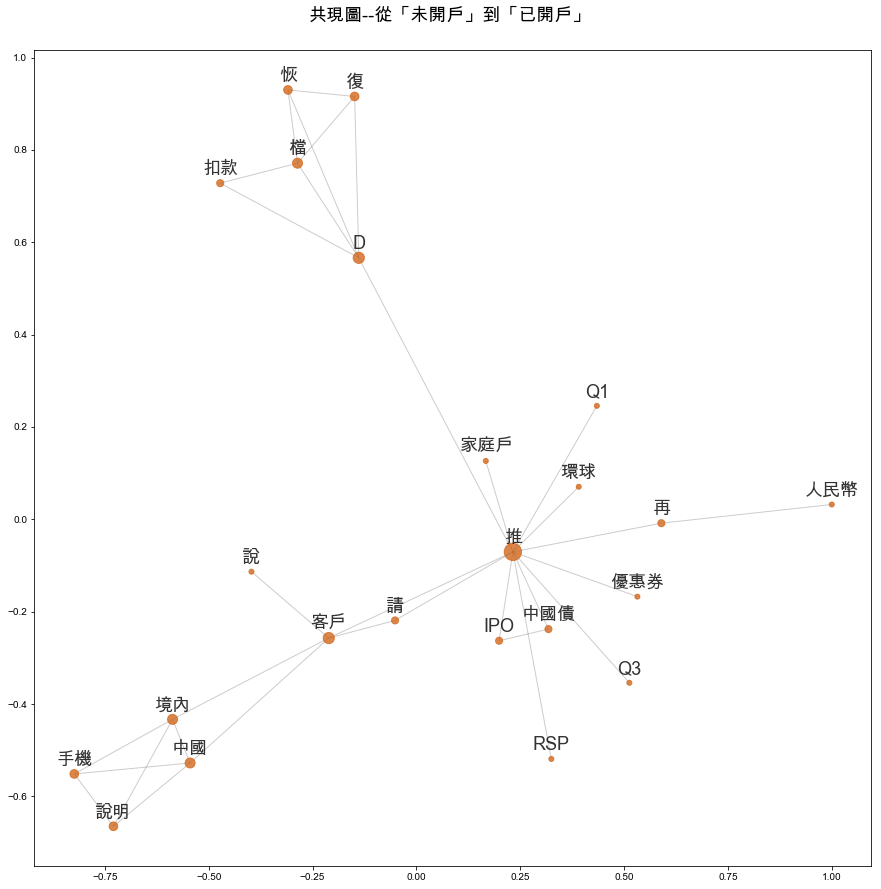 共現圖--從「未開戶」到「已開戶」
1.0
恢
復
檔
扣款
0.8
D
0.6
0.4
Q1
0.2
家庭戶
環球
人民幣
再
0.0
推
說
優惠券
請
中國債
客戶
IPO
−0.2
Q3
境內
−0.4
中國
RSP
手機
說明
−0.6
−0.75
−0.50
−0.25
0.00
0.25
0.50
0.75
1.00